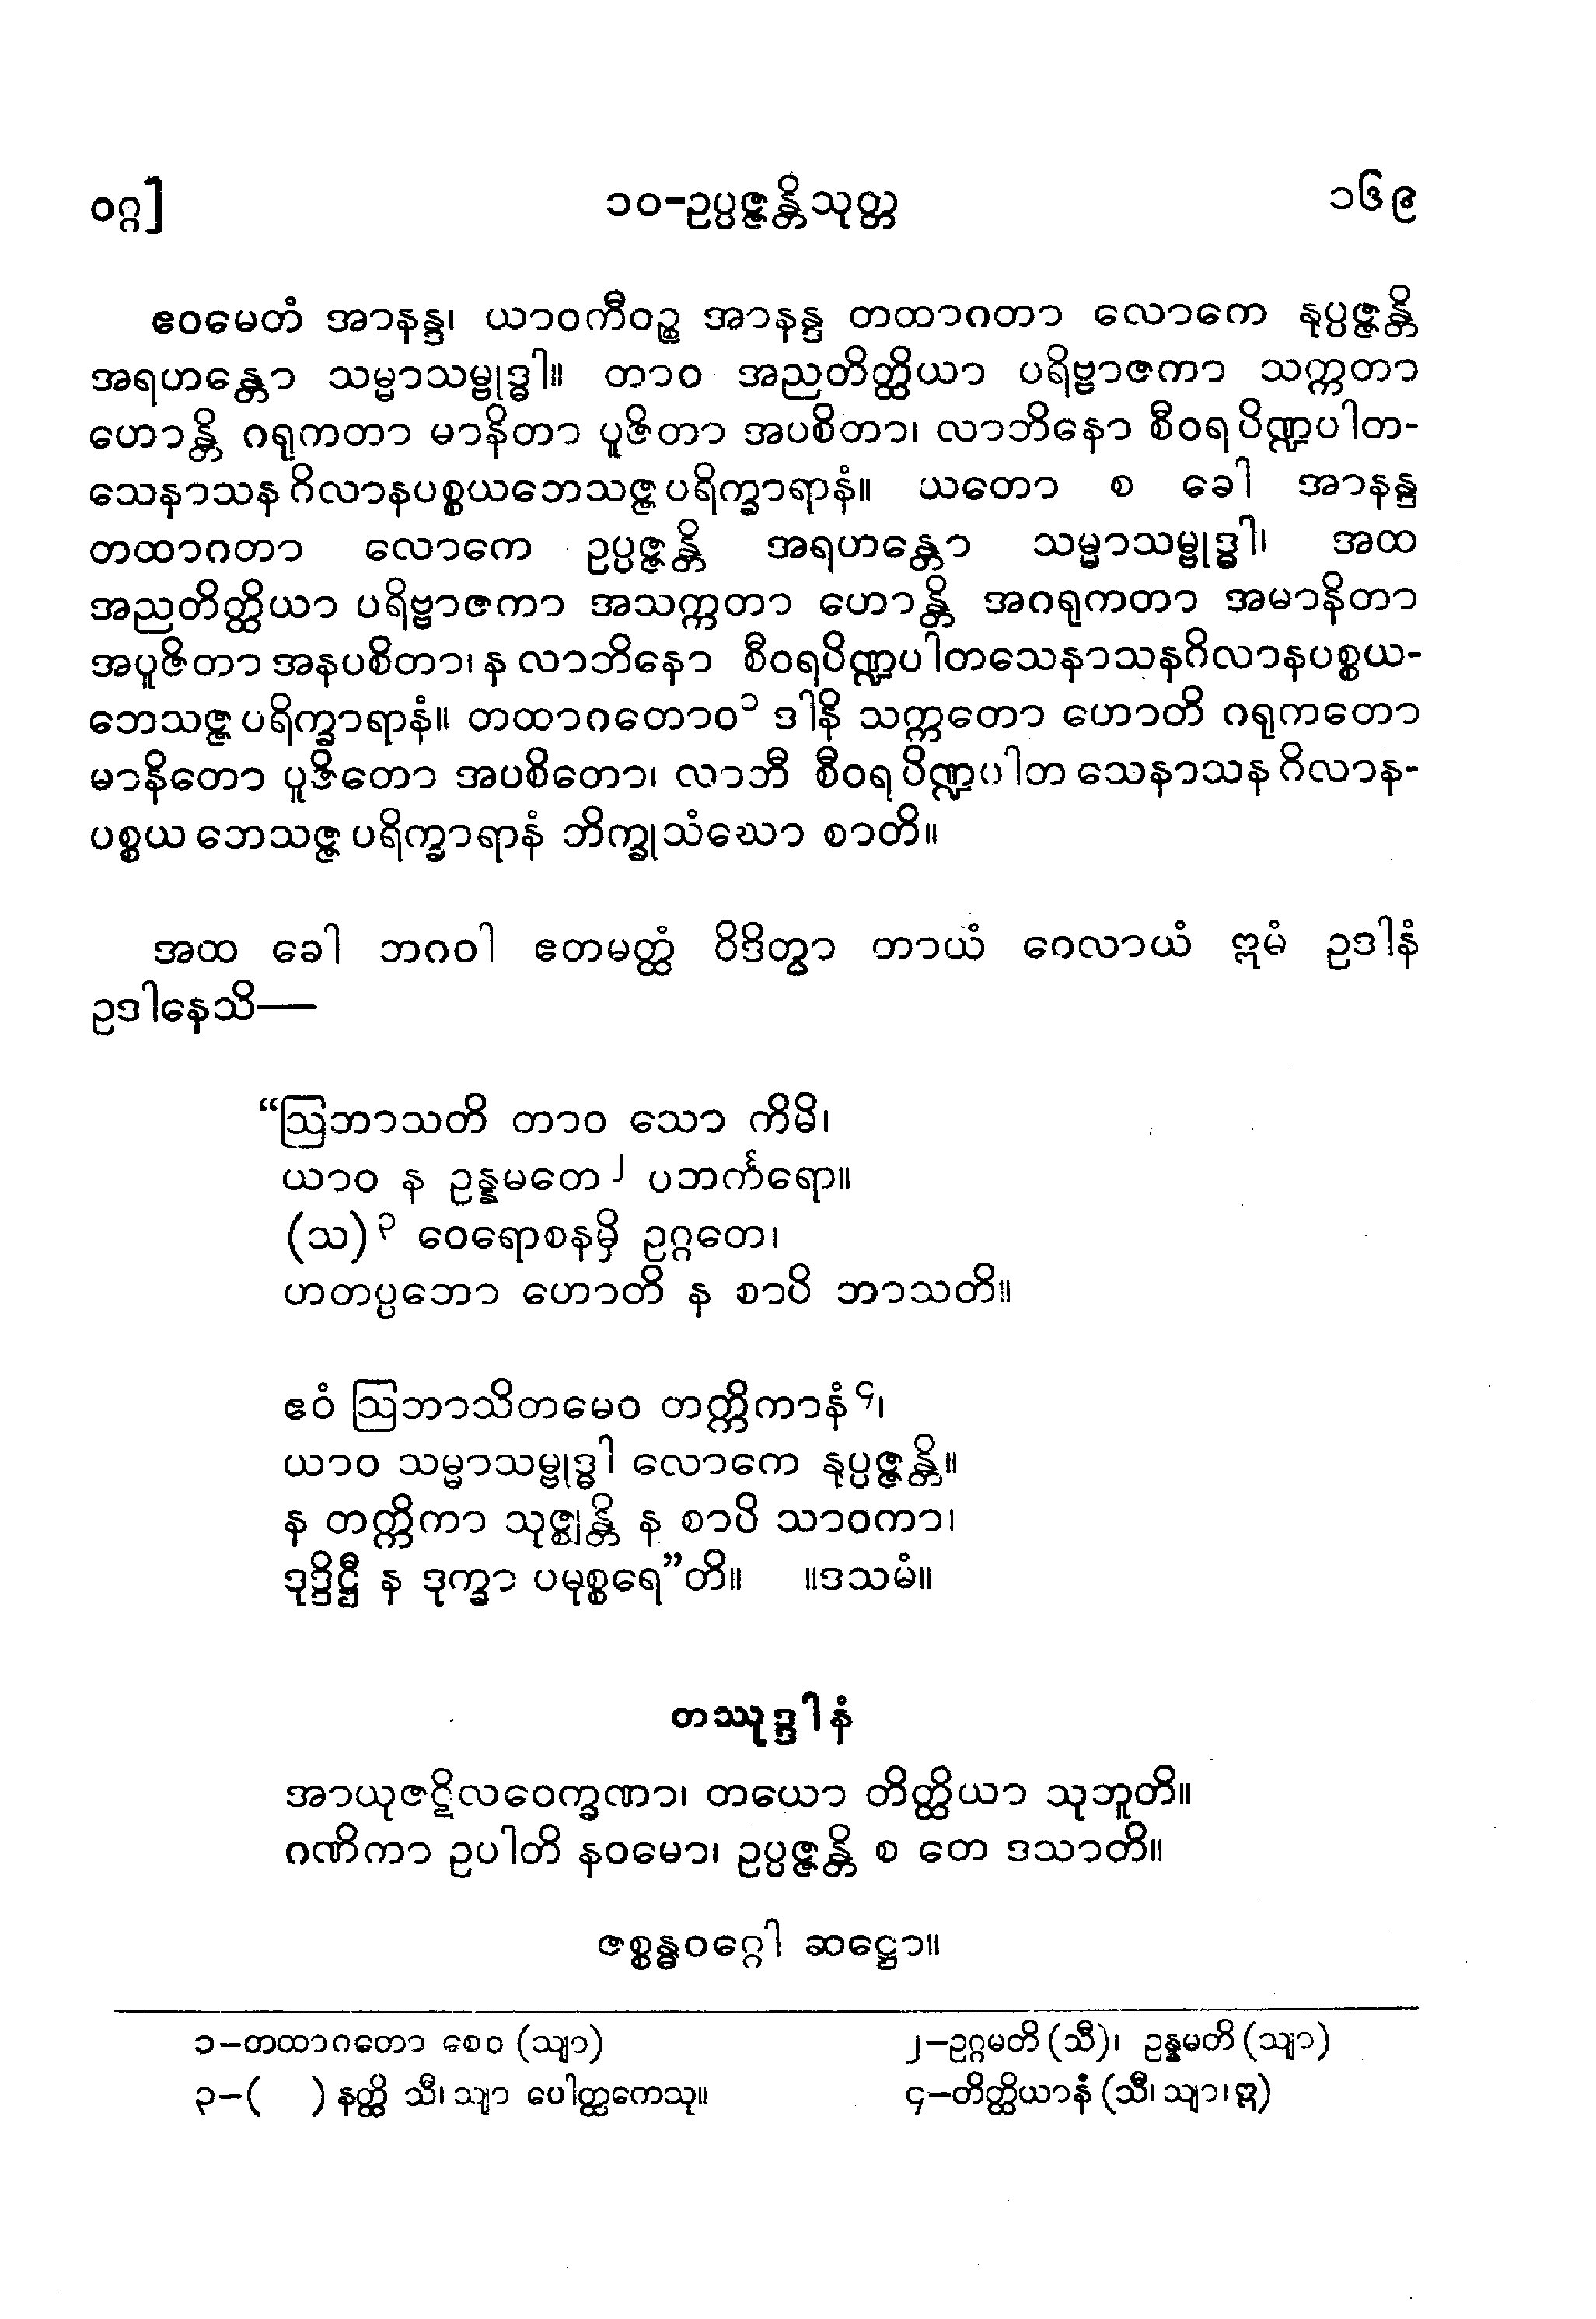 ဝဂ္ဂ] ၁၀-ဥပ္ပဇ္ဇန္တိသုတ္တ ၁၆၉
ဧဝမေတံ အာနန္ဒ၊ ယာဝကီဝဉ္စ အာနန္ဒ တထာဂတာ လောကေ နုပ္ပဇ္ဇန္တိ
အရဟန္တော သမ္မာသမ္ဗုဒ္ဓါ။ တာဝ အညတိတ္ထိယာ ပရိဗ္ဗာဇကာ သက္ကတာ
ဟောန္တိ ဂရုကတာ မာနိတာ ပူဇိတာ အပစိတာ၊ လာဘိနော စီဝရပိဏ္ဍပါတ-
သေနာသနဂိလာနပစ္စယဘေသဇ္ဇပရိက္ခာရာနံ။ ယတော စ ခေါ အာနန္ဒ
တထာဂတာ လောကေ ဥပ္ပဇ္ဇန္တိ အရဟန္တော သမ္မာသမ္ဗုဒ္ဓါ၊ အထ
အညတိတ္ထိယာ ပရိဗ္ဗာဇကာ အသက္ကတာ ဟောန္တိ အဂရုကတာ အမာနိတာ
အပူဇိတာ အနပစိတာ၊ န လာဘိနော စီဝရပိဏ္ဍပါတသေနာသနဂိလာနပစ္စယ-
ဘေသဇ္ဇပရိက္ခာရာနံ။ တထာဂတောဝ၁ ဒါနိ သက္ကတော ဟောတိ ဂရုကတော
မာနိတော ပူဇိတော အပစိတော၊ လာဘီ စီဝရပိဏ္ဍပါတသေနာသနဂိလာန-
ပစ္စယဘေသဇ္ဇပရိက္ခာရာနံ ဘိက္ခုသံဃော စာတိ။
အထ ခေါ ဘဂဝါ ဧတမတ္ထံ ဝိဒိတွာ တာယံ ဝေလာယံ ဣမံ ဥဒါနံ
ဥဒါနေသိ—
“ဩဘာသတိ တာဝ သော ကိမိ၊
ယာဝ န ဥန္နမတေ၂ ပဘင်္ကရော။
(သ)၃ ဝေရောစနမှိ ဥဂ္ဂတေ၊
ဟတပ္ပဘော ဟောတိ န စာပိ ဘာသတိ။
ဧဝံ ဩဘာသိတမေဝ တက္ကိကာနံ၄၊
ယာဝ သမ္မာသမ္ဗုဒ္ဓါ လောကေ နုပ္ပဇ္ဇန္တိ။
န တက္ကိကာ သုဇ္ဈန္တိ န စာပိ သာဝကာ၊
ဒုဒ္ဒိဋ္ဌီ န ဒုက္ခာ ပမုစ္စရေ”တိ။ ။ဒသမံ။
တဿုဒ္ဒါနံ
အာယုဇဋိလဝေက္ခဏာ၊ တယော တိတ္ထိယာ သုဘူတိ။
ဂဏိကာ ဥပါတိ နဝမော၊ ဥပ္ပဇ္ဇန္တိ စ တေ ဒသာတိ။
ဇစ္စန္ဓဝဂ္ဂေါ ဆဋ္ဌော။
၁–တထာဂတော စေဝ (သျာ) ၂–ဥဂ္ဂမတိ (သီ)၊ ဥန္နမတိ (သျာ)
၃–( ) နတ္ထိ သီ၊ သျာ ပေါတ္ထကေသု။ ၄–တိတ္ထိယာနံ (သီ၊ သျာ၊ ဣ)